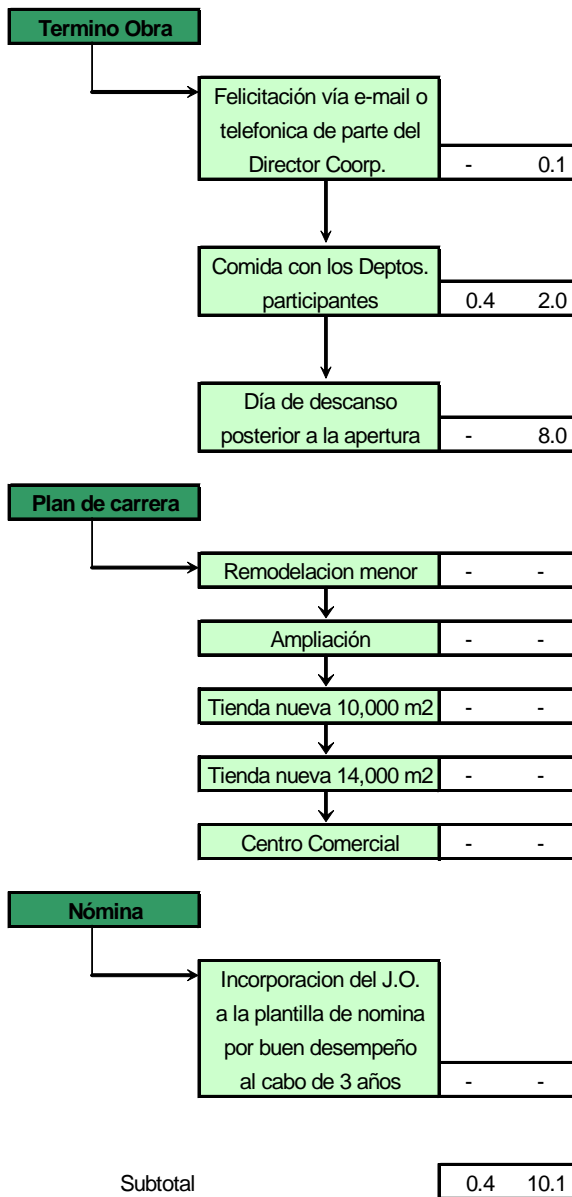 Termino Obra
Felicitación vía e-mail o
telefonica de parte del
Director Coorp. - 0.1
Comida con los Deptos.
participantes 0.4 2.0
Día de descanso
posterior a la apertura - 8.0
Plan de carrera
Remodelacion menor - -
Ampliación - -
Tienda nueva 10,000 m2 - -
Tienda nueva 14,000 m2 - -
Centro Comercial - -
Nómina
Incorporacion del J.O.
a la plantilla de nomina
por buen desempeño
al cabo de 3 años - -
Subtotal 0.4 10.1